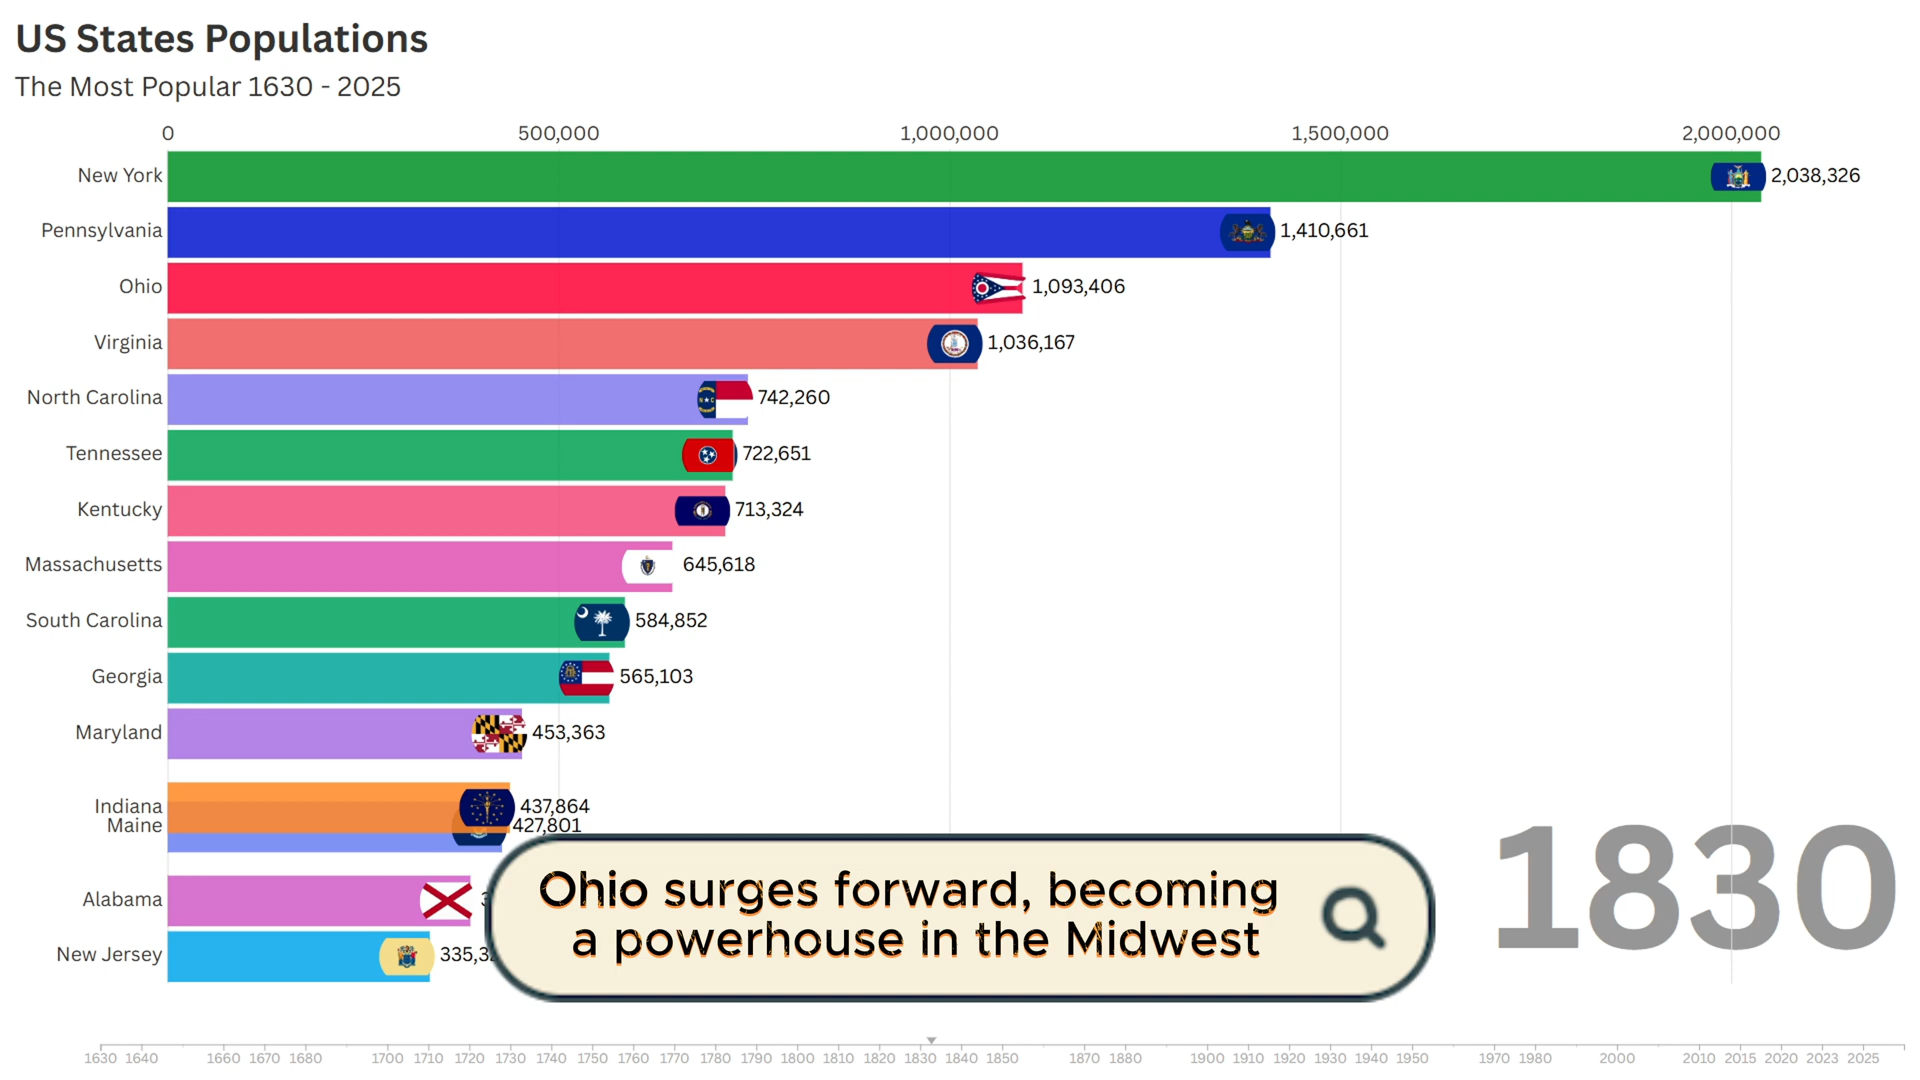 US States Populations
The Most Popular 1630 - 2025
0 500,000 1,000,000 1,500,000 2,000,000
New York 2,038,326
Pennsylvania 1,410,661
Ohio 1,093,406
Virginia 1,036,167
North Carolina 742,260
Tennessee 722,651
Kentucky 713,324
Massachusetts 645,618
South Carolina 584,852
Georgia 565,103
Maryland 453,363
Indiana 437,864
Maine 427,801
Alabama
New Jersey
Ohio surges forward, becoming
a powerhouse in the Midwest
1830
1630 1640 1660 1670 1680 1700 1710 1720 1730 1740 1750 1760 1770 1780 1790 1800 1810 1820 1830 1840 1850 1870 1880 1900 1910 1920 1930 1940 1950 1970 1980 2000 2010 2015 2020 2023 2025